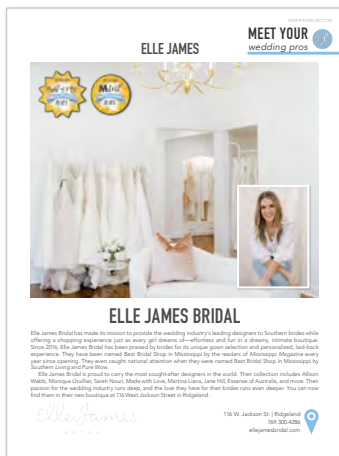 ADVERTISING SECTION
MEET YOUR
wedding pros
ELLE JAMES
ELLE JAMES BRIDAL
Elle James Bridal has made its mission to provide the wedding industry's leading designers to Southern brides while
offering a shopping experience just as every girl dreams of—effortless and fun in a dreamy, intimate boutique.
Since 2016, Elle James Bridal has been praised by brides for its unique gown selection and personalized, laid-back
experience. They have been named Best Bridal Shop in Mississippi by the readers of Mississippi Magazine every
year since opening. They even caught national attention when they were named Best Bridal Shop in Mississippi by
Southern Living and Pure Wow.
Elle James Bridal is proud to carry the most sought-after designers in the world. Their collection includes Allison
Webb, Monique Lhuillier, Sareh Nouri, Made with Love, Martina Liana, Jane Hill, Essense of Australia, and more. Their
passion for the wedding industry runs deep, and the love they have for their brides runs even deeper. You can now
find them in their new boutique at 116 West Jackson Street in Ridgeland.
Elle James
BRIDAL
116 W. Jackson St. | Ridgeland
769.300.4286
ellejamesbridal.com